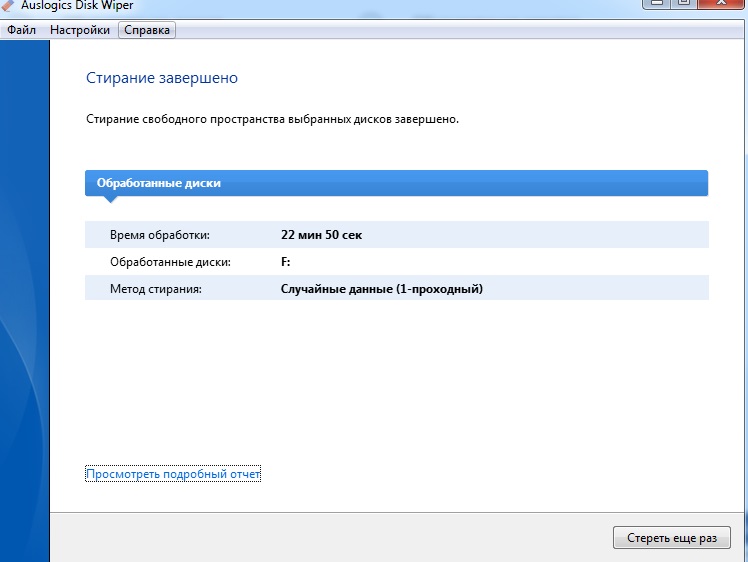 Auslogics Disk Wiper
Файл Настройки Справка
Стирание завершено
Стирание свободного пространства выбранных дисков завершено.
Обработанные диски
Время обработки: 22 мин 50 сек
Обработанные диски: F:
Метод стирания: Случайные данные (1-проходный)
Просмотреть подробный отчет
Стереть еще раз